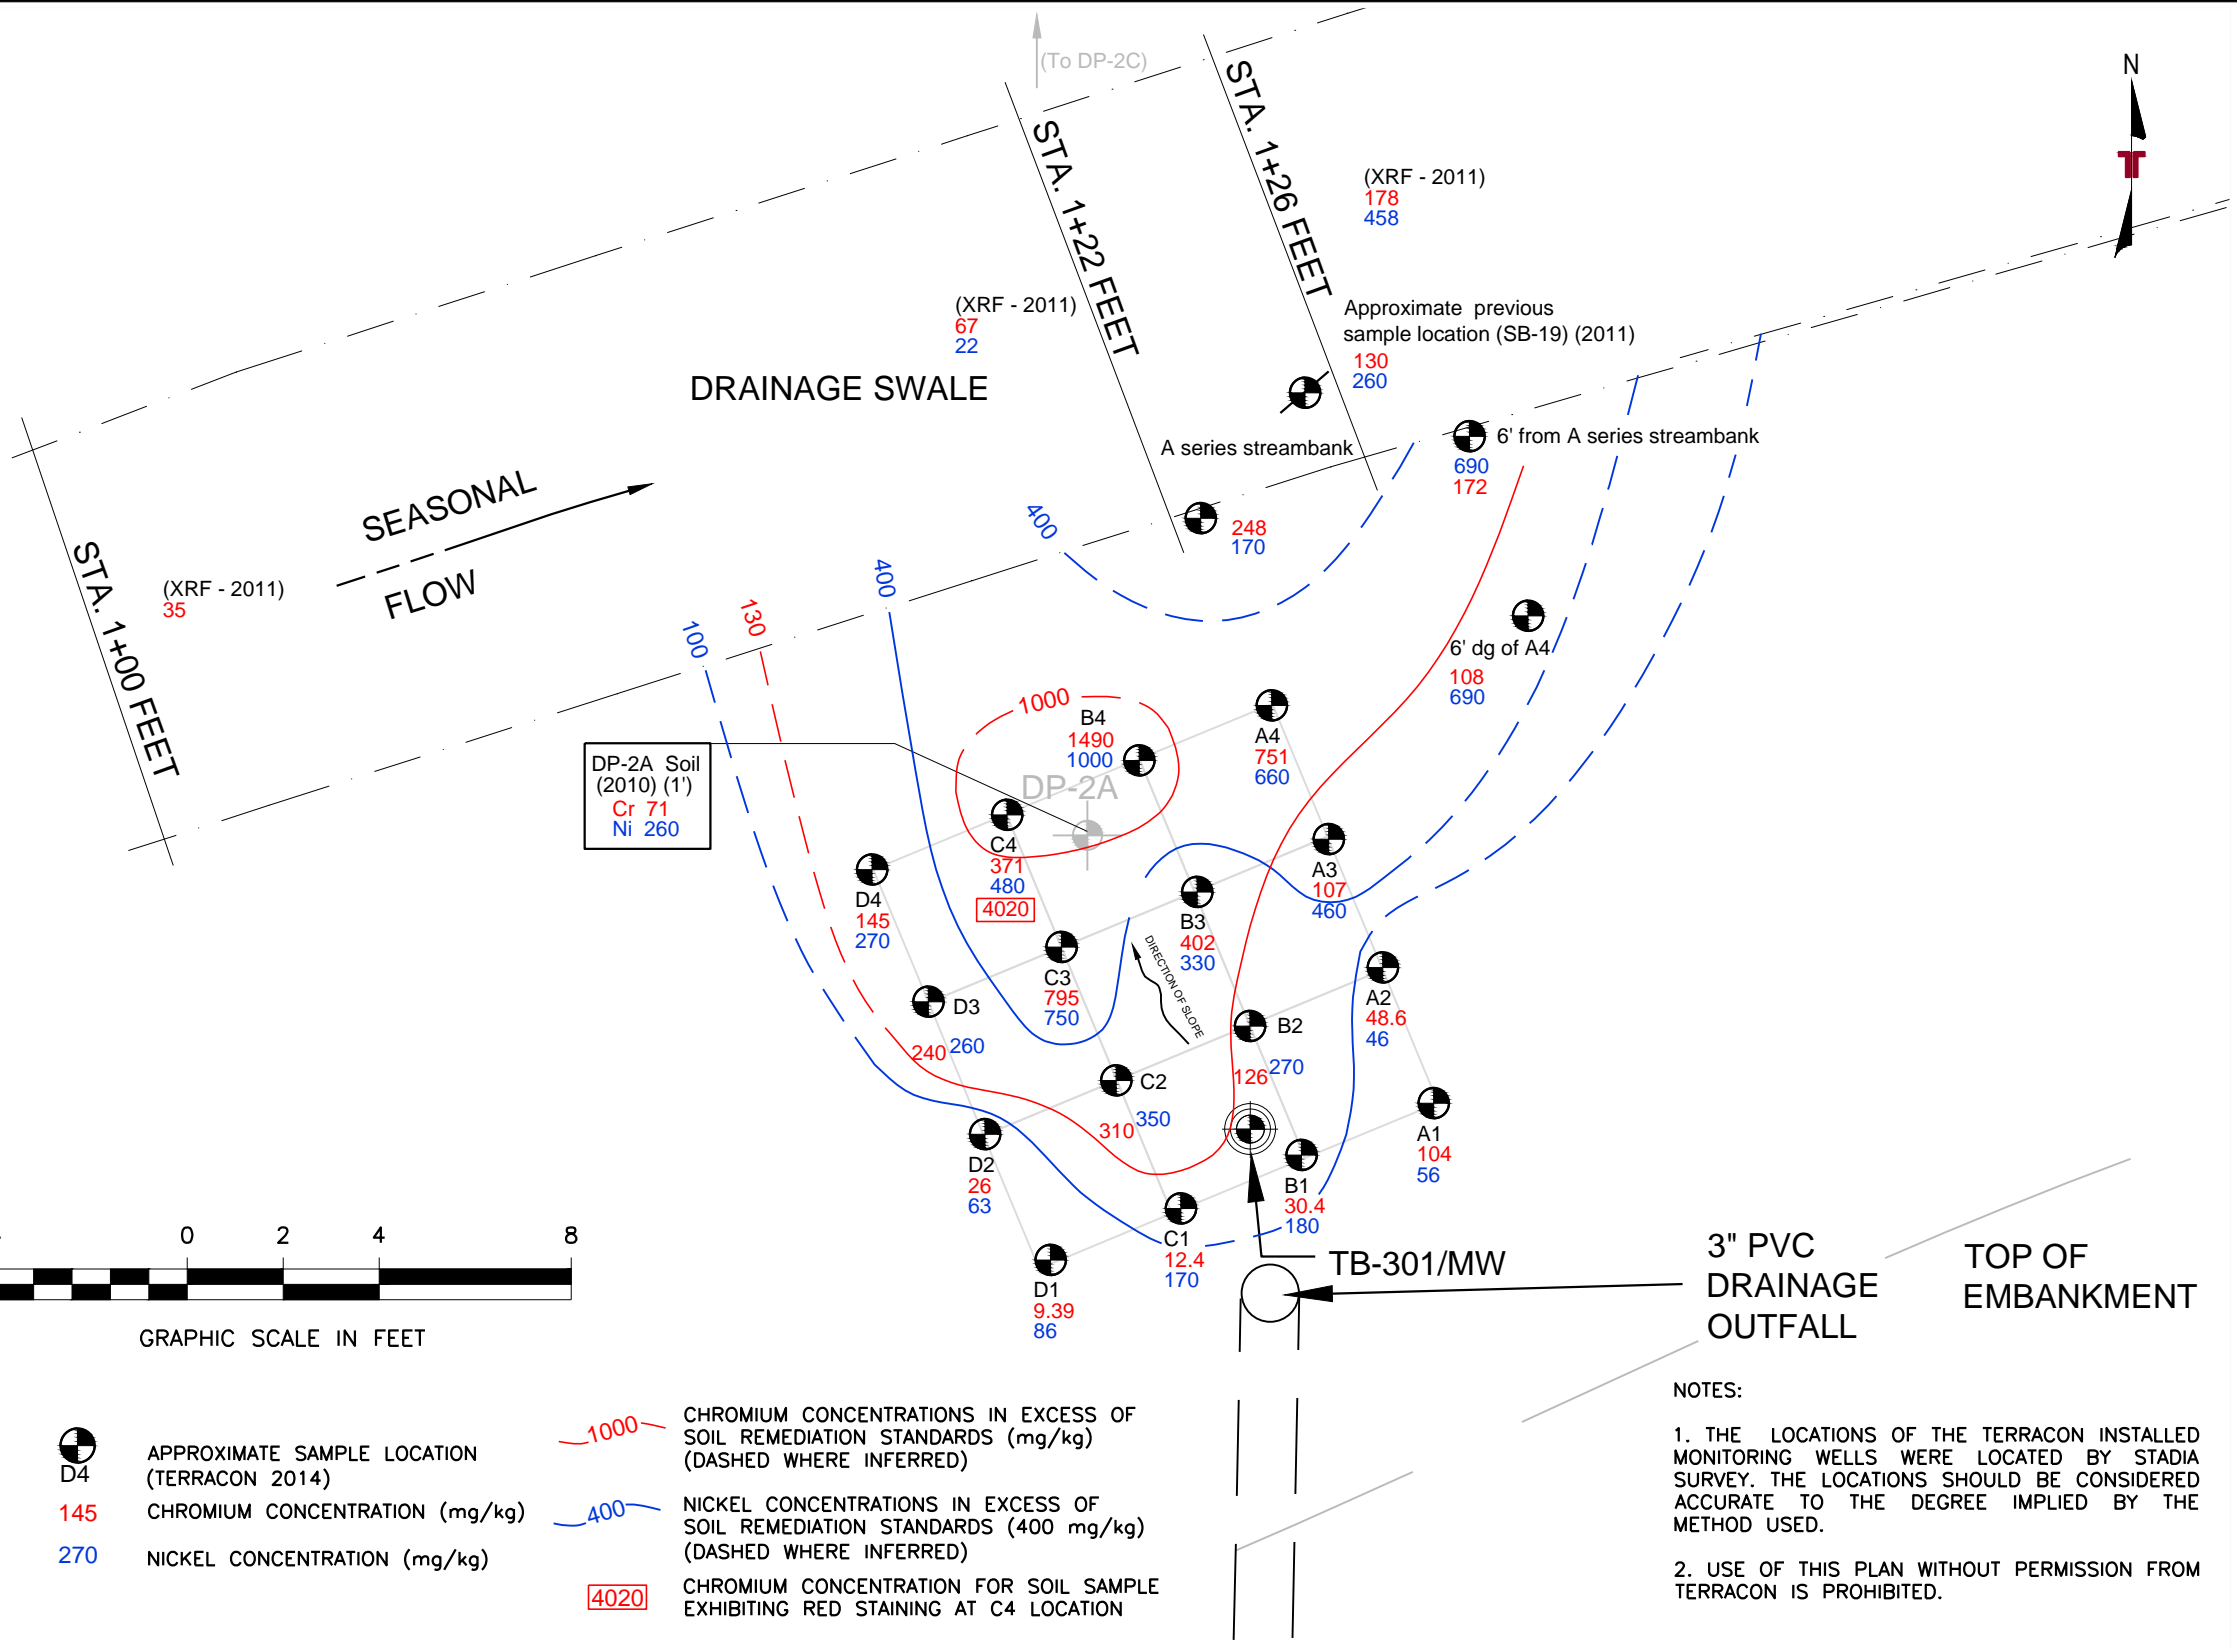 (To DP-2C)
N
STA. 1+22 FEET
STA. 1+26 FEET
(XRF - 2011)
178
458
(XRF - 2011)
67
22
Approximate previous
sample location (SB-19) (2011)
130
260
DRAINAGE SWALE
A series streambank
6' from A series streambank
690
172
SEASONAL
FLOW
400
248
170
STA. 1+00 FEET
(XRF - 2011)
35
400
130
100
6' dg of A4
108
690
1000
B4
1490
1000
A4
751
660
DP-2A Soil
(2010) (1')
Cr 71
Ni 260
DP-2A
C4
371
480
4020
A3
107
460
D4
145
270
B3
402
330
DIRECTION OF SLOPE
C3
795
750
D3
240
260
A2
48.6
46
B2
126
270
C2
310
350
A1
104
56
D2
26
63
B1
30.4
180
C1
12.4
170
D1
9.39
86
TB-301/MW
3" PVC
DRAINAGE
OUTFALL
TOP OF
EMBANKMENT
0 2 4 8
GRAPHIC SCALE IN FEET
D4
APPROXIMATE SAMPLE LOCATION
(TERRACON 2014)
145
CHROMIUM CONCENTRATION (mg/kg)
270
NICKEL CONCENTRATION (mg/kg)
1000
CHROMIUM CONCENTRATIONS IN EXCESS OF
SOIL REMEDIATION STANDARDS (mg/kg)
(DASHED WHERE INFERRED)
400
NICKEL CONCENTRATIONS IN EXCESS OF
SOIL REMEDIATION STANDARDS (400 mg/kg)
(DASHED WHERE INFERRED)
4020
CHROMIUM CONCENTRATION FOR SOIL SAMPLE
EXHIBITING RED STAINING AT C4 LOCATION
NOTES:
1. THE LOCATIONS OF THE TERRACON INSTALLED
MONITORING WELLS WERE LOCATED BY STADIA
SURVEY. THE LOCATIONS SHOULD BE CONSIDERED
ACCURATE TO THE DEGREE IMPLIED BY THE
METHOD USED.
2. USE OF THIS PLAN WITHOUT PERMISSION FROM
TERRACON IS PROHIBITED.